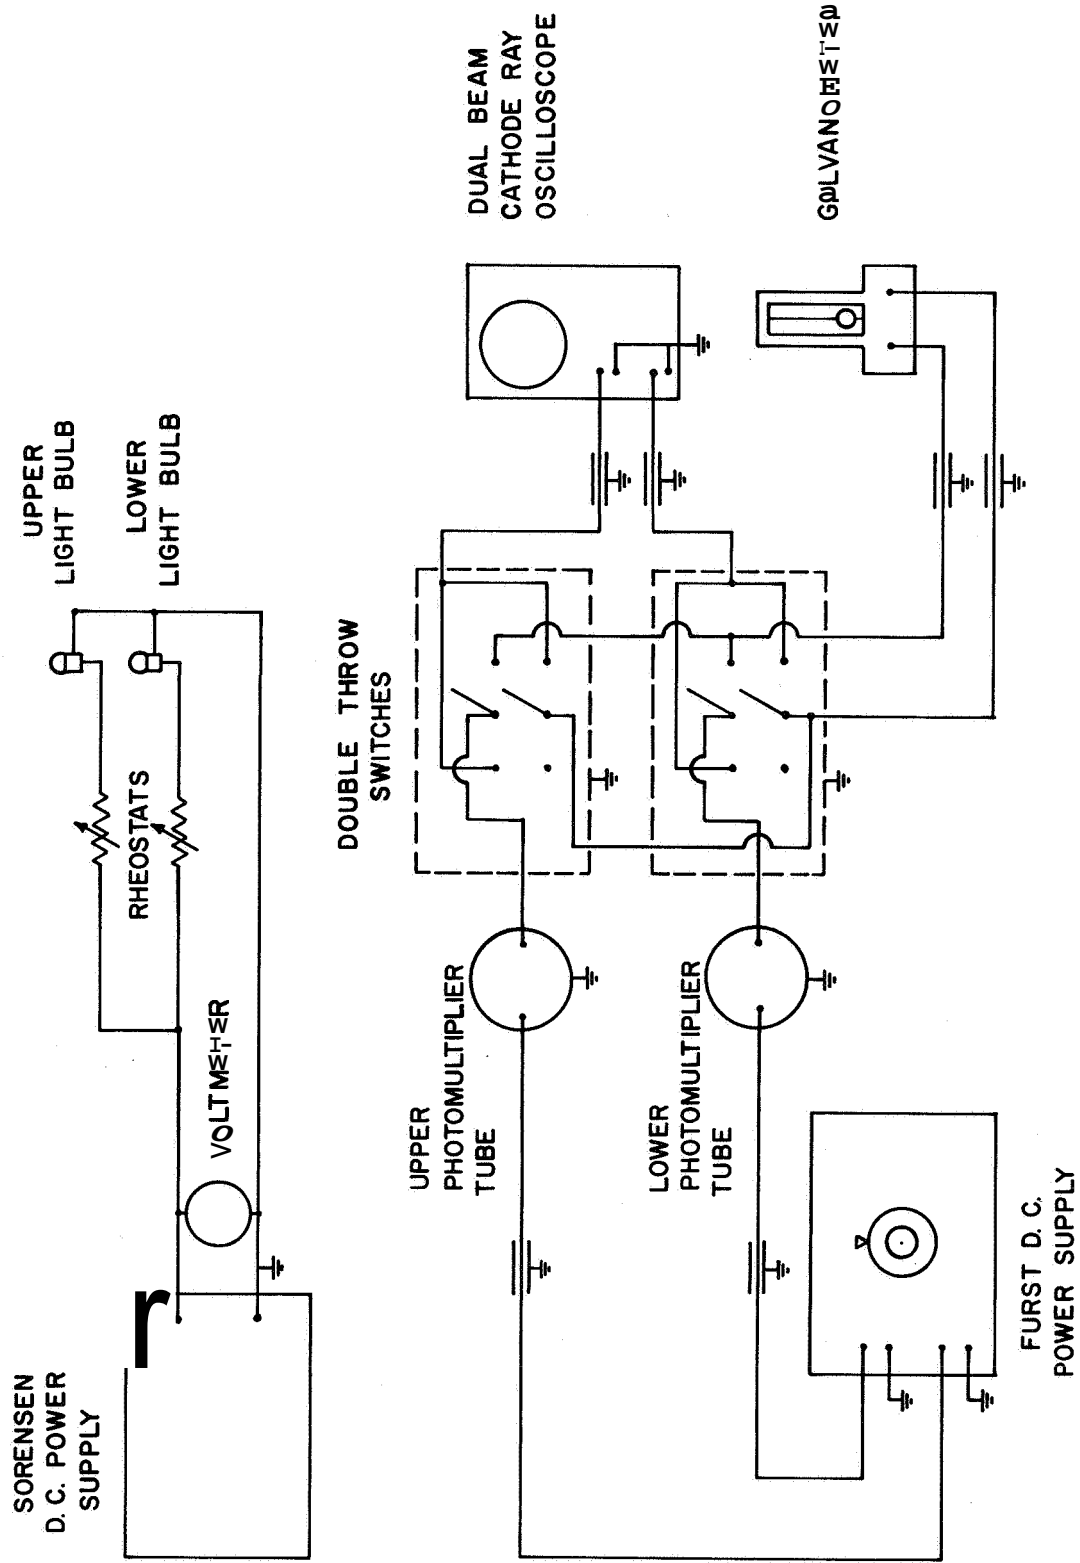 SORENSEN
D.C. POWER
SUPPLY
r
VOLTMETER
RHEOSTATS
UPPER
LIGHT BULB
LOWER
LIGHT BULB
DOUBLE THROW
SWITCHES
UPPER
PHOTOMULTIPLIER
TUBE
DUAL BEAM
CATHODE RAY
OSCILLOSCOPE
LOWER
PHOTOMULTIPLIER
TUBE
GALVANOMETER
FURST D.C.
POWER SUPPLY